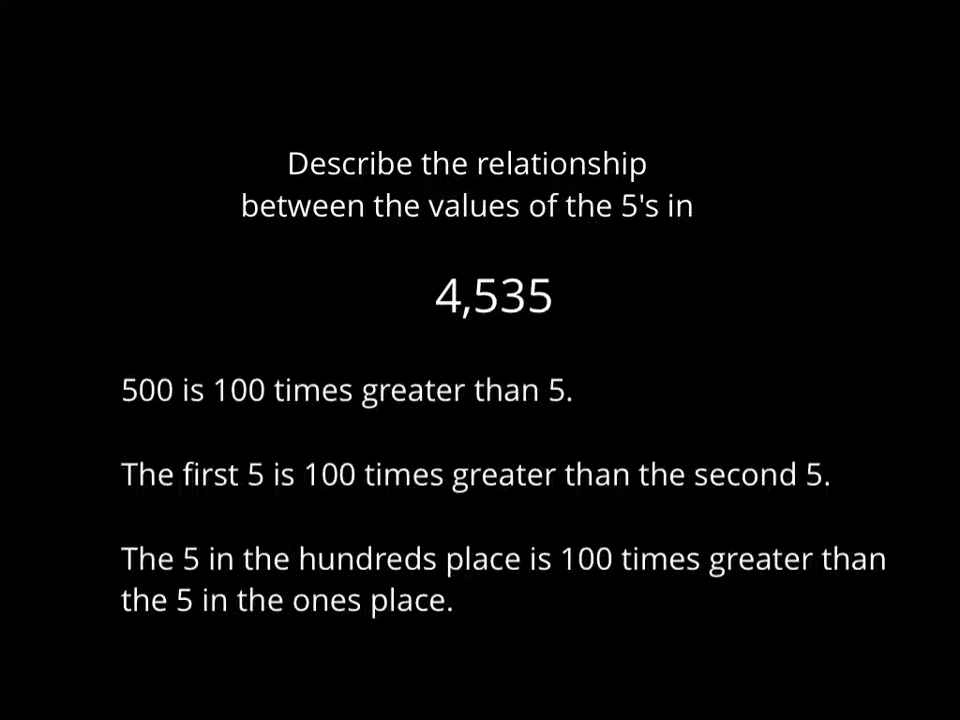 Describe the relationship
between the values of the 5's in
4,535
500 is 100 times greater than 5.
The first 5 is 100 times greater than the second 5.
The 5 in the hundreds place is 100 times greater than
the 5 in the ones place.